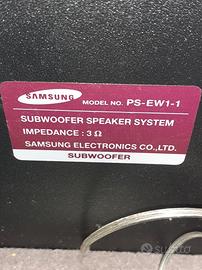 SAMSUNG MODEL NO. PS-EW1-1
SUBWOOFER SPEAKER SYSTEM
IMPEDANCE : 3 Ω
SAMSUNG ELECTRONICS CO.,LTD.
SUBWOOFER
subito